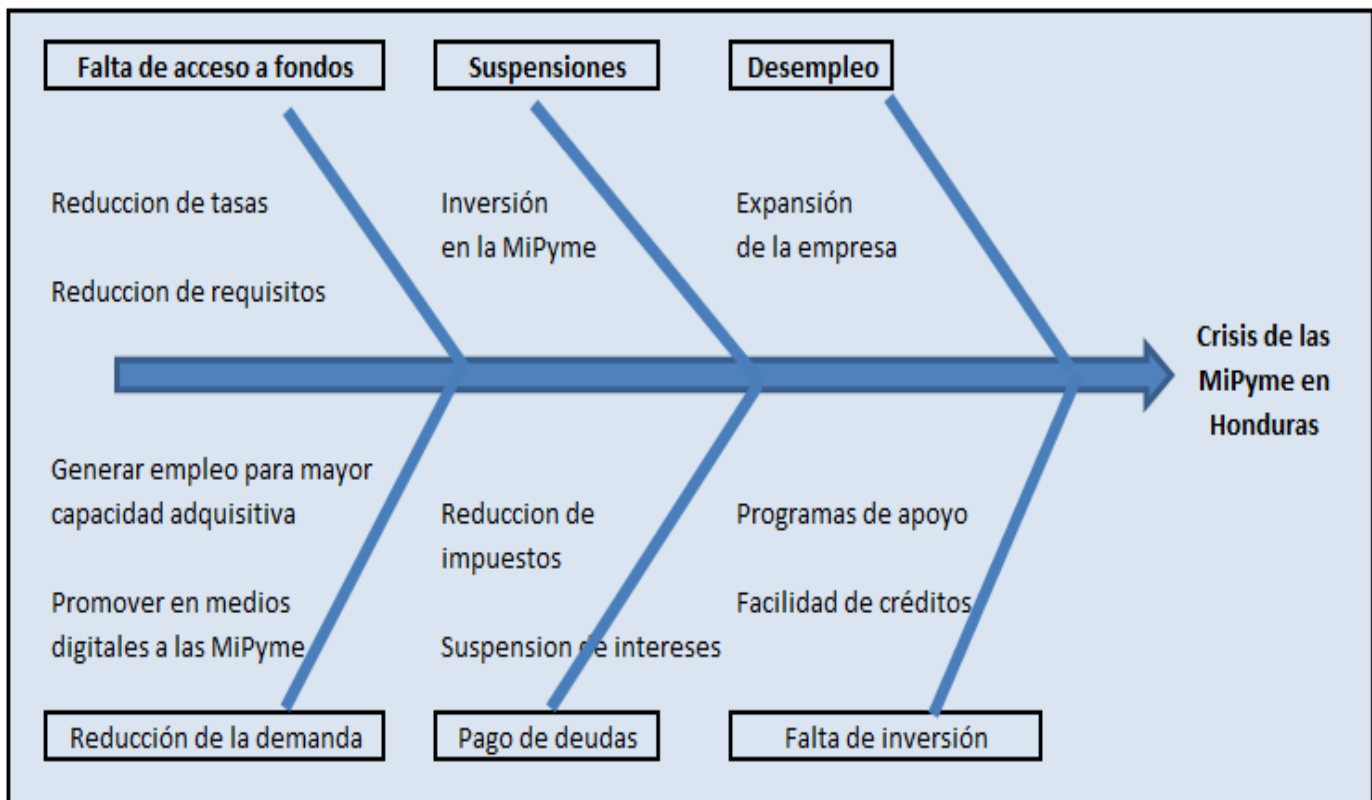 Falta de acceso a fondos
Suspensiones
Desempleo
Reduccion de tasas
Reduccion de requisitos
Inversión
en la MiPyme
Expansión
de la empresa
Crisis de las
MiPyme en
Honduras
Generar empleo para mayor
capacidad adquisitiva
Promover en medios
digitales a las MiPyme
Reduccion de
impuestos
Suspension de intereses
Programas de apoyo
Facilidad de créditos
Reducción de la demanda
Pago de deudas
Falta de inversión